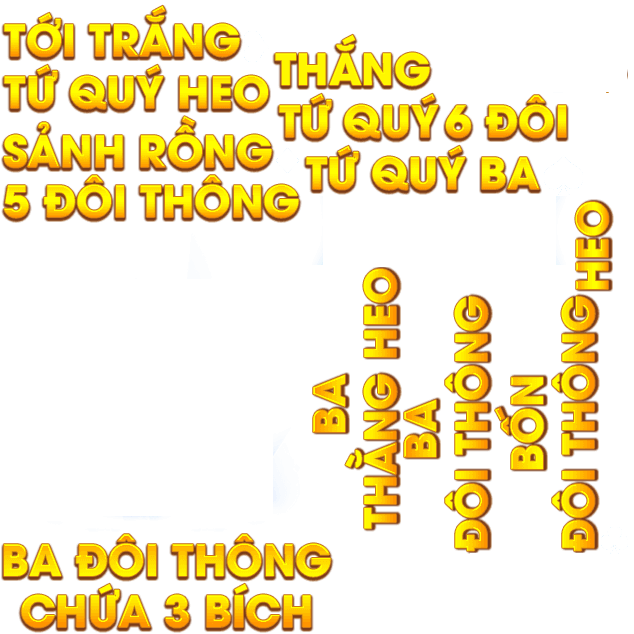 TỚI TRẮNG
TỨ QUÝ HEO
SẢNH RỒNG
5 ĐÔI THÔNG
THẮNG
TỨ QUÝ 6 ĐÔI
TỨ QUÝ BA
BA
THẮNG HEO
BA
ĐÔI THÔNG
BỐN
ĐÔI THÔNG
HEO
BA ĐÔI THÔNG
CHỨA 3 BÍCH